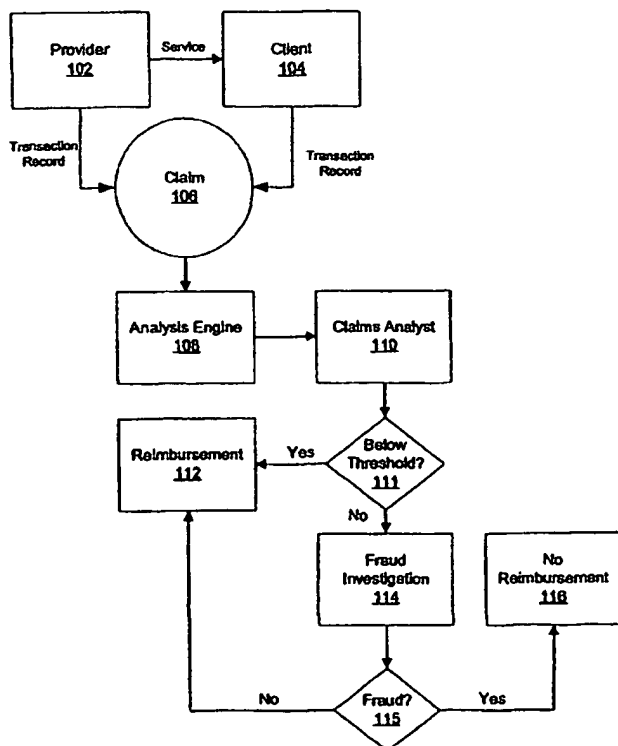 Provider
102
Service
Client
104
Transaction
Record
Claim
106
Transaction
Record
Analysis Engine
108
Claims Analyst
110
Reimbursement
112
Yes
Below
Threshold?
111
No
Fraud
Investigation
114
No
Reimbursement
116
No
Fraud?
115
Yes